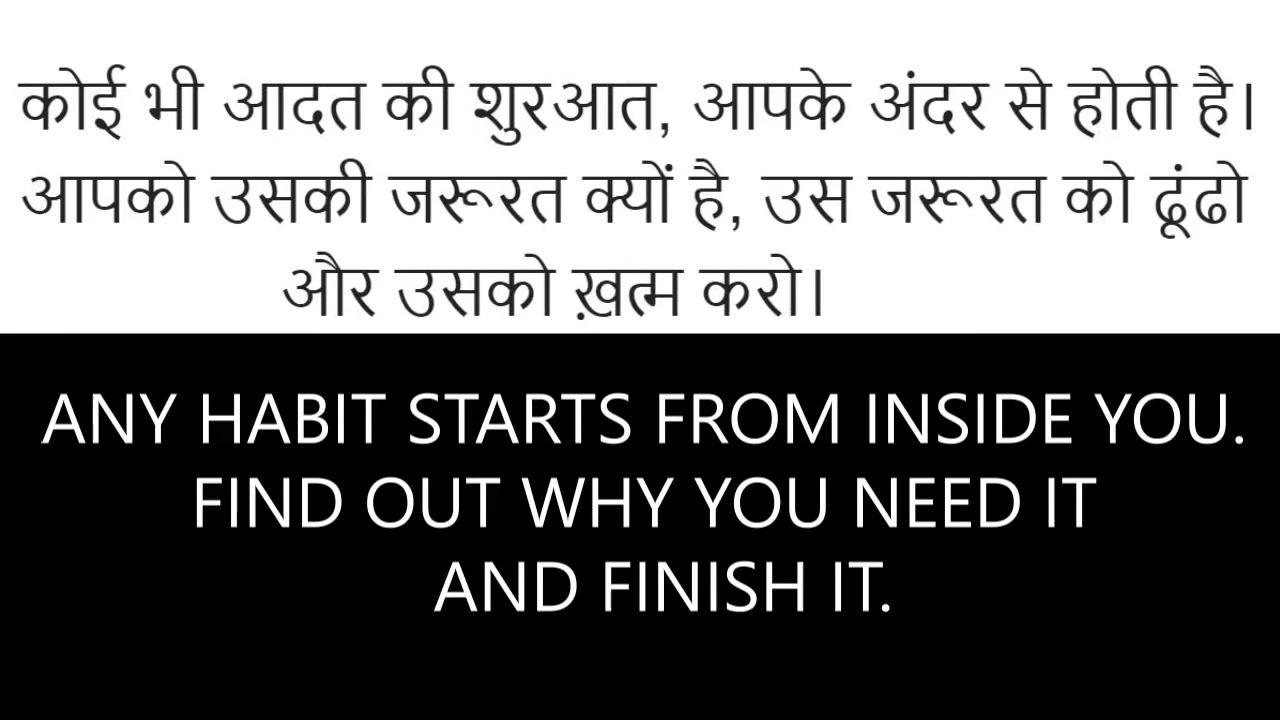 कोई भी आदत की शुरआत, आपके अंदर से होती है।
आपको उसकी जरूरत क्यों है, उस जरूरत को ढूंढो
और उसको ख़त्म करो।
ANY HABIT STARTS FROM INSIDE YOU.
FIND OUT WHY YOU NEED IT
AND FINISH IT.